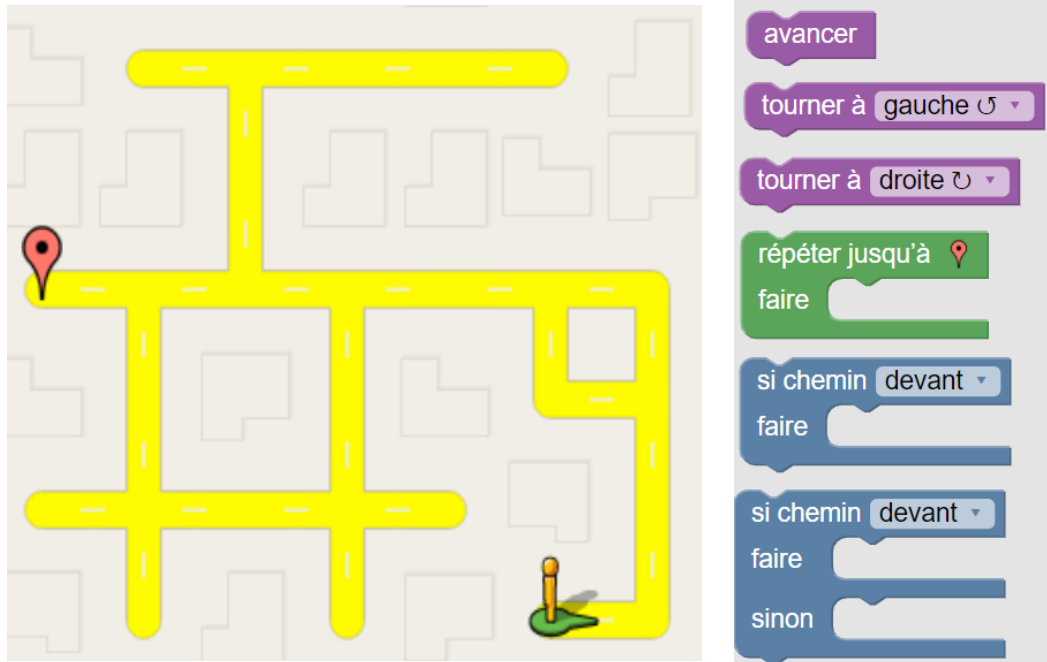 avancer
tourner à gauche ↺ ▾
tourner à droite ↻ ▾
répéter jusqu’à
faire
si chemin devant ▾
faire
si chemin devant ▾
faire
sinon